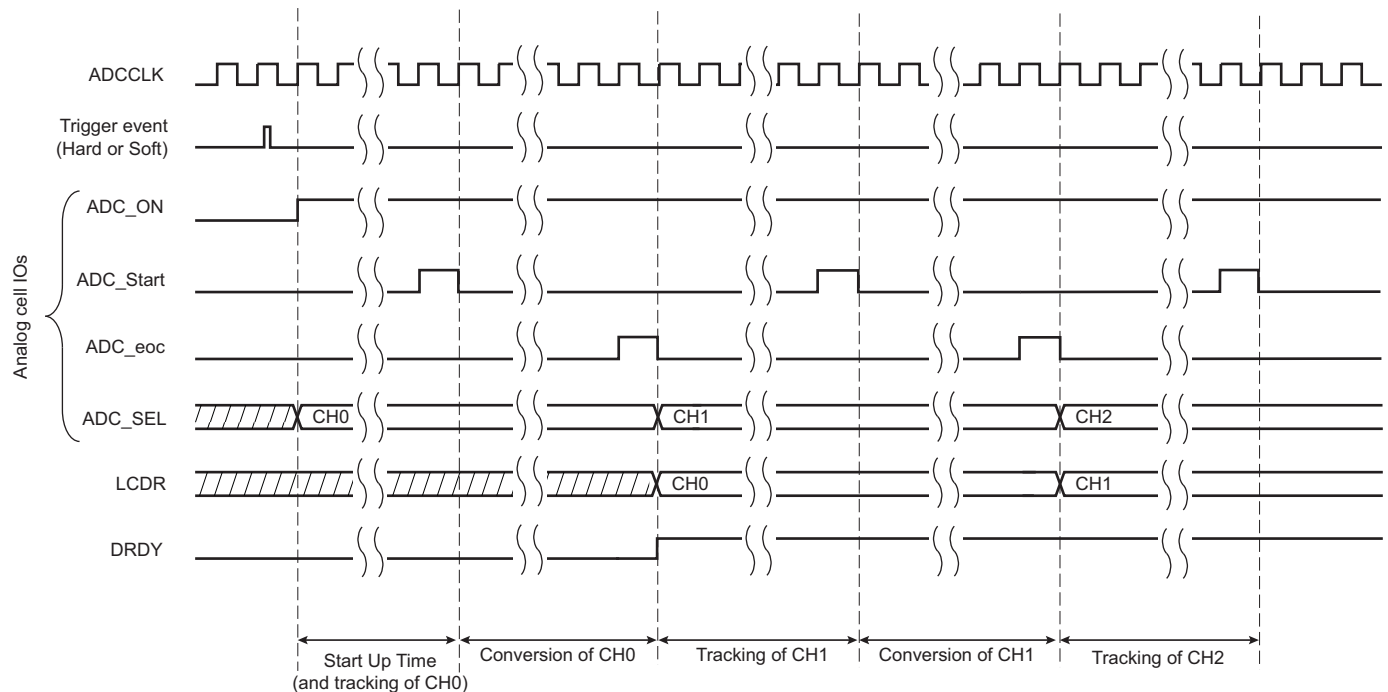 ADCCLK
Trigger event
(Hard or Soft)
Analog cell IOs
ADC_ON
ADC_Start
ADC_eoc
ADC_SEL
CH0
CH1
CH2
LCDR
CH0
CH1
DRDY
Start Up Time
(and tracking of CH0)
Conversion of CH0
Tracking of CH1
Conversion of CH1
Tracking of CH2